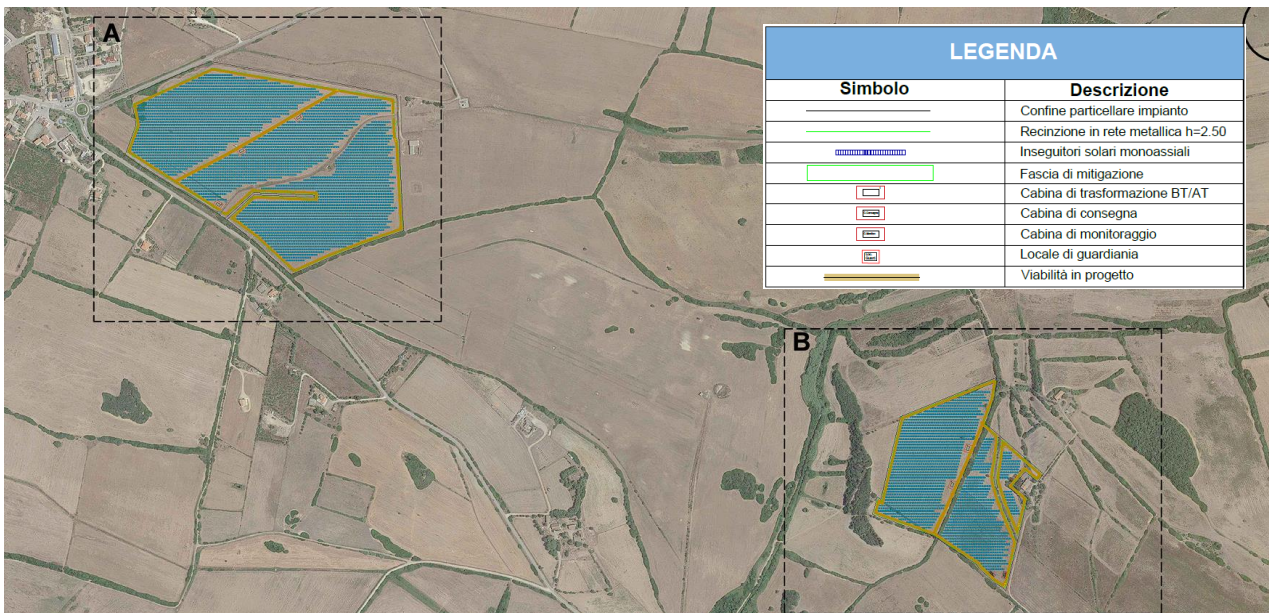 A
LEGENDA
Simbolo Descrizione
Confine particellare impianto
Recinzione in rete metallica h=2.50
Inseguitori solari monoassiali
Fascia di mitigazione
Cabina di trasformazione BT/AT
Cabina di consegna
Cabina di monitoraggio
Locale di guardiania
Viabilità in progetto
B